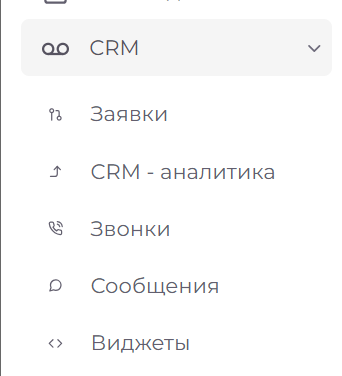 CRM
Заявки
CRM - аналитика
Звонки
Сообщения
Виджеты